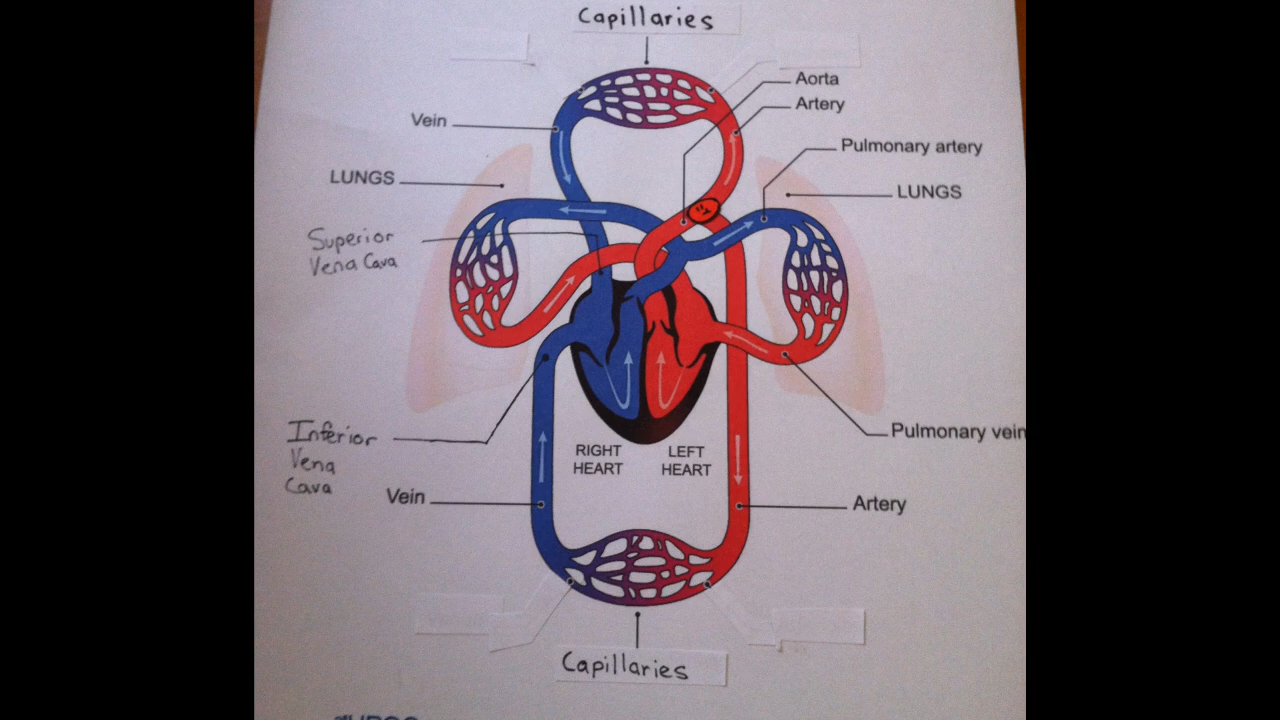 Capillaries
Aorta
Artery
Vein
Pulmonary artery
LUNGS
LUNGS
Superior
Vena Cava
Inferior
Vena
Cava
Pulmonary vein
RIGHT
HEART
LEFT
HEART
Vein
Artery
Capillaries